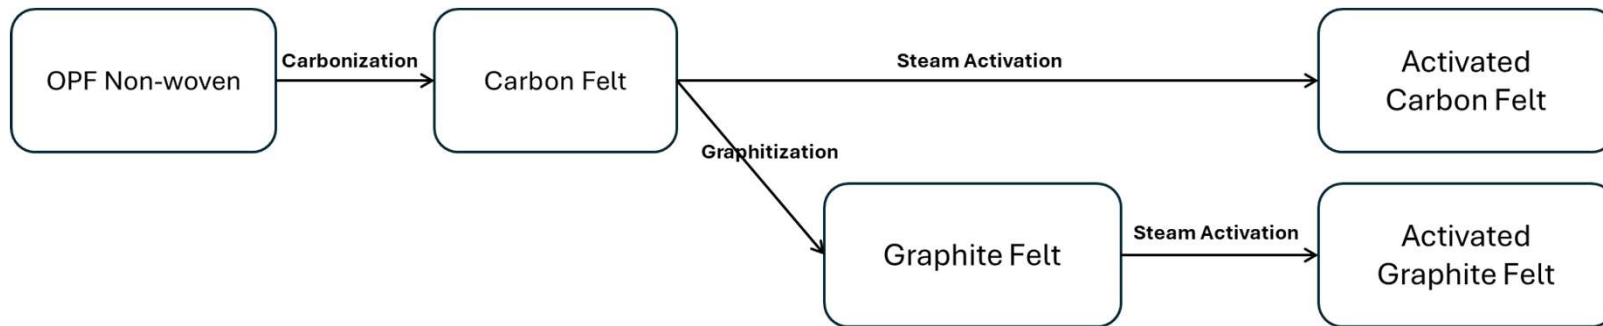 OPF Non-woven
Carbonization
Carbon Felt
Steam Activation
Activated
Carbon Felt
Graphitization
Graphite Felt
Steam Activation
Activated
Graphite Felt